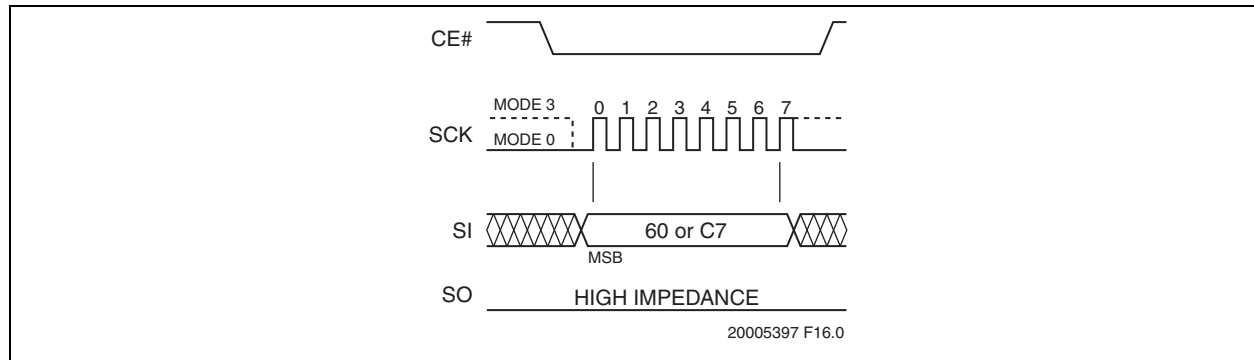 CE#
MODE 3 0 1 2 3 4 5 6 7
SCK
MODE 0
SI 60 or C7
MSB
SO HIGH IMPEDANCE
20005397 F16.0